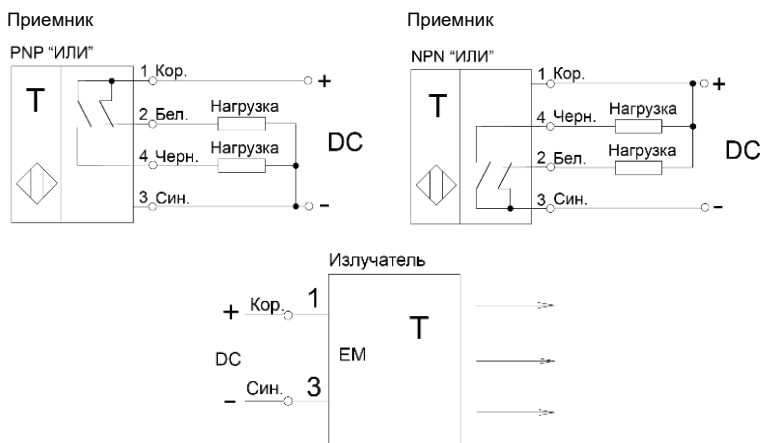 Приемник
PNP “ИЛИ”
T
1 Кор.
+
2 Бел.
Нагрузка
DC
4 Черн.
Нагрузка
3 Син.
−
Приемник
NPN “ИЛИ”
T
1 Кор.
+
4 Черн.
Нагрузка
DC
2 Бел.
Нагрузка
3 Син.
−
Излучатель
+ Кор. 1
T
DC
EM
− Син. 3